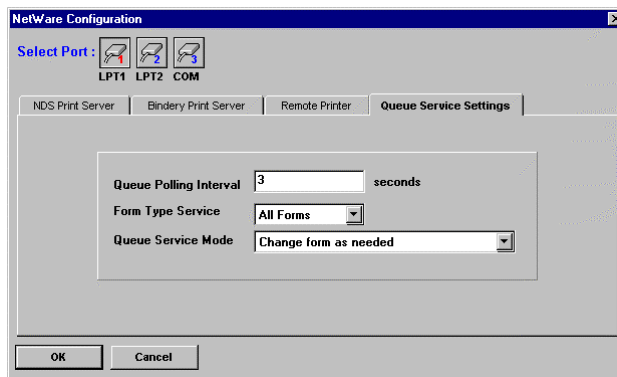 NetWare Configuration
Select Port :
1 2 3
LPT1 LPT2 COM
NDS Print Server Bindery Print Server Remote Printer Queue Service Settings
Queue Polling Interval 3 seconds
Form Type Service All Forms
Queue Service Mode Change form as needed
OK Cancel